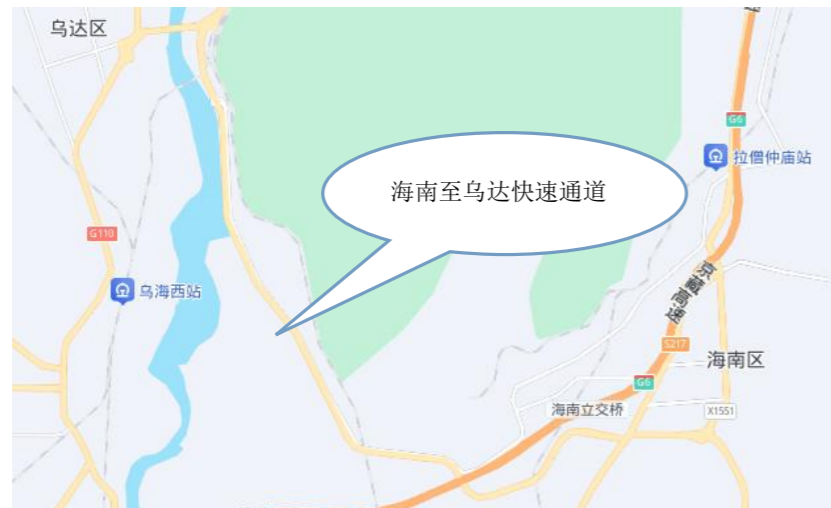 乌达区
G6
拉僧仲庙站
海南至乌达快速通道
G110
乌海西站
京藏高速
S217
海南区
G6
海南立交桥
X1551